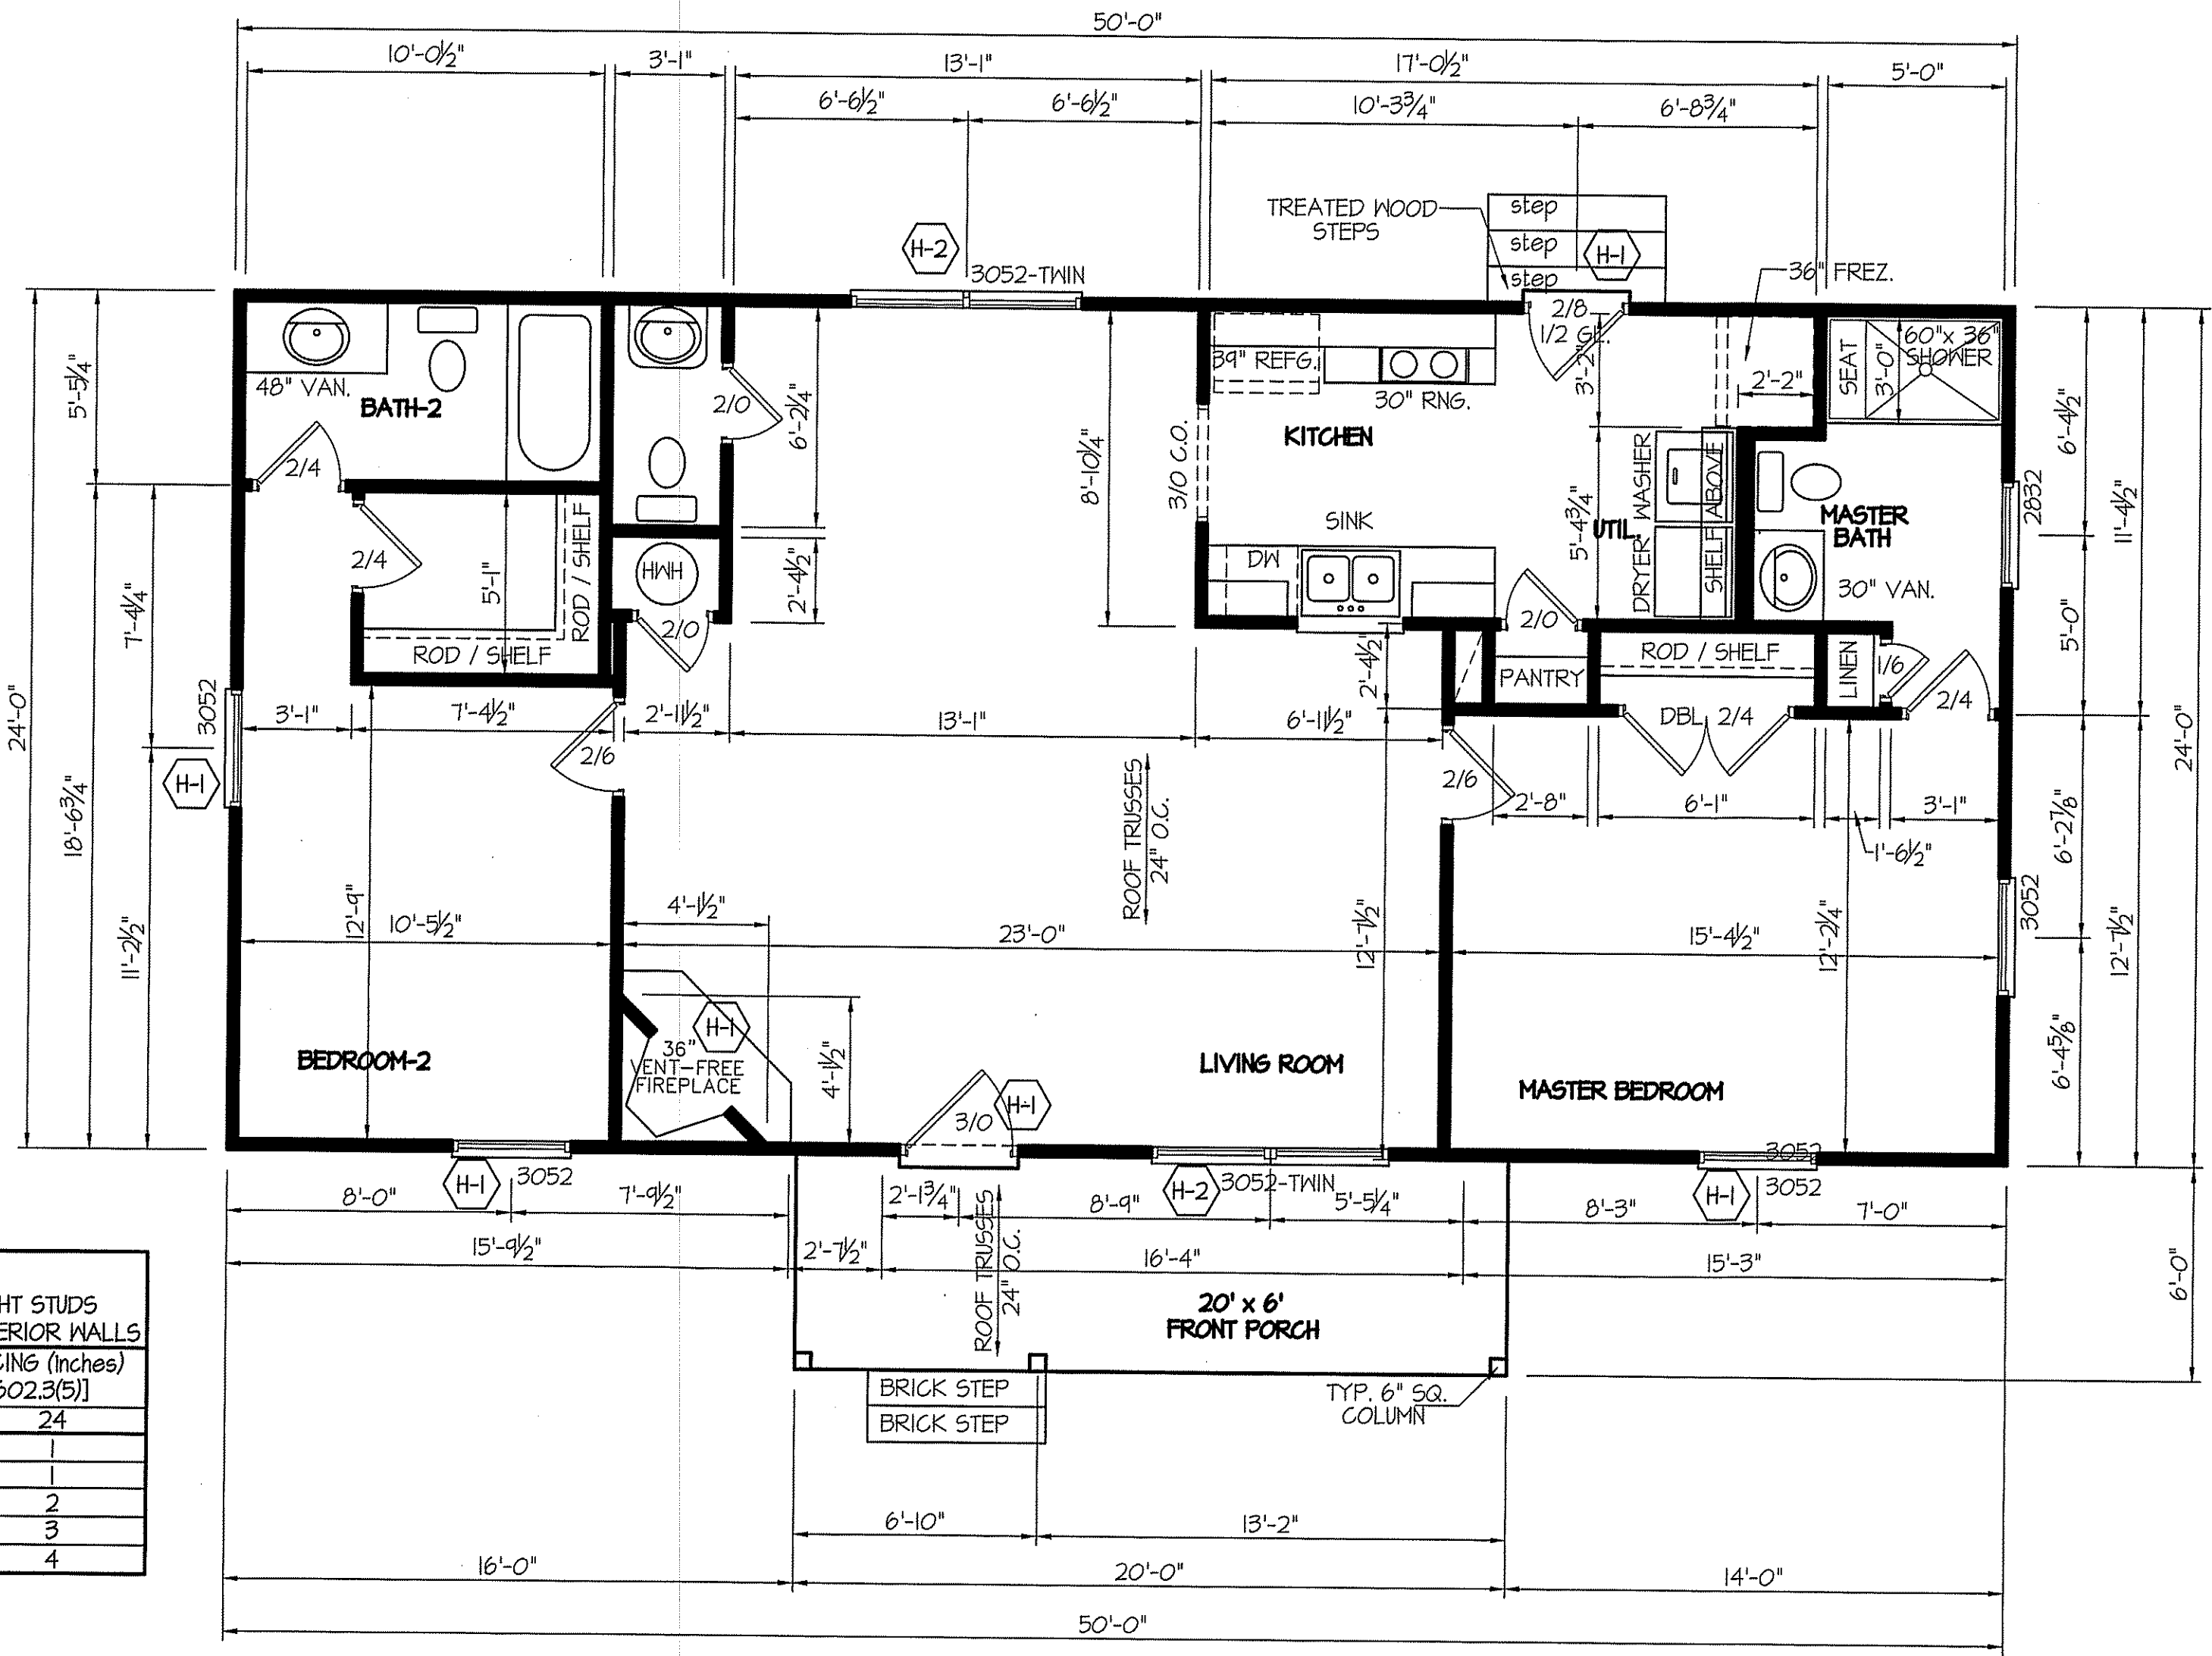 50'-0"
10'-0½"
3'-1"
13'-1"
17'-0½"
5'-0"
6'-6½"
6'-6½"
10'-3¾"
6'-8¾"
TREATED WOOD
STEPS
step
step
step
H-1
H-2
3052-TWIN
36" FREZ.
2/8
1/2 GL.
48" VAN.
BATH-2
2/4
2/0
6'-2¼"
8'-10¼"
3/0 C.O.
39" REFG.
30" RNG.
KITCHEN
3'-2"
2'-2"
SEAT
3'-0"
60"x 36"
SHOWER
5'-5¼"
6'-4½"
11'-4½"
2832
2/4
5'-1"
ROD / SHELF
ROD / SHELF
HWH
2/0
2'-4½"
SINK
DW
5'-4¾"
UTIL.
WASHER
DRYER
SHELF ABOVE
MASTER
BATH
30" VAN.
5'-0"
7'-4¼"
2/0
2'-4½"
PANTRY
ROD / SHELF
LINEN
1/6
2/4
DBL 2/4
24'-0"
18'-6¾"
3052
H-1
3'-1"
7'-4½"
2'-1½"
13'-1"
6'-11½"
2/6
2/6
2'-8"
6'-1"
3'-1"
1'-6½"
6'-2⅞"
24'-0"
ROOF TRUSSES
24" O.C.
11'-2½"
12'-9"
10'-5½"
4'-1½"
23'-0"
12'-7½"
15'-4½"
12'-2¼"
3052
12'-7½"
6'-4⅝"
BEDROOM-2
H-1
36"
VENT-FREE
FIREPLACE
4'-1½"
LIVING ROOM
MASTER BEDROOM
3/0
H-1
3052
H-1
3052
H-2
3052-TWIN
H-1
3052
8'-0"
7'-9½"
2'-1¾"
8'-9"
5'-5¼"
8'-3"
7'-0"
15'-9½"
2'-7½"
16'-4"
15'-3"
6'-0"
ROOF TRUSSES
24" O.C.
20' x 6'
FRONT PORCH
BRICK STEP
BRICK STEP
TYP. 6" SQ.
COLUMN
HT STUDS
ERIOR WALLS
CING (inches)
602.3(5)]
24
1
1
2
3
4
6'-10"
13'-2"
16'-0"
20'-0"
14'-0"
50'-0"